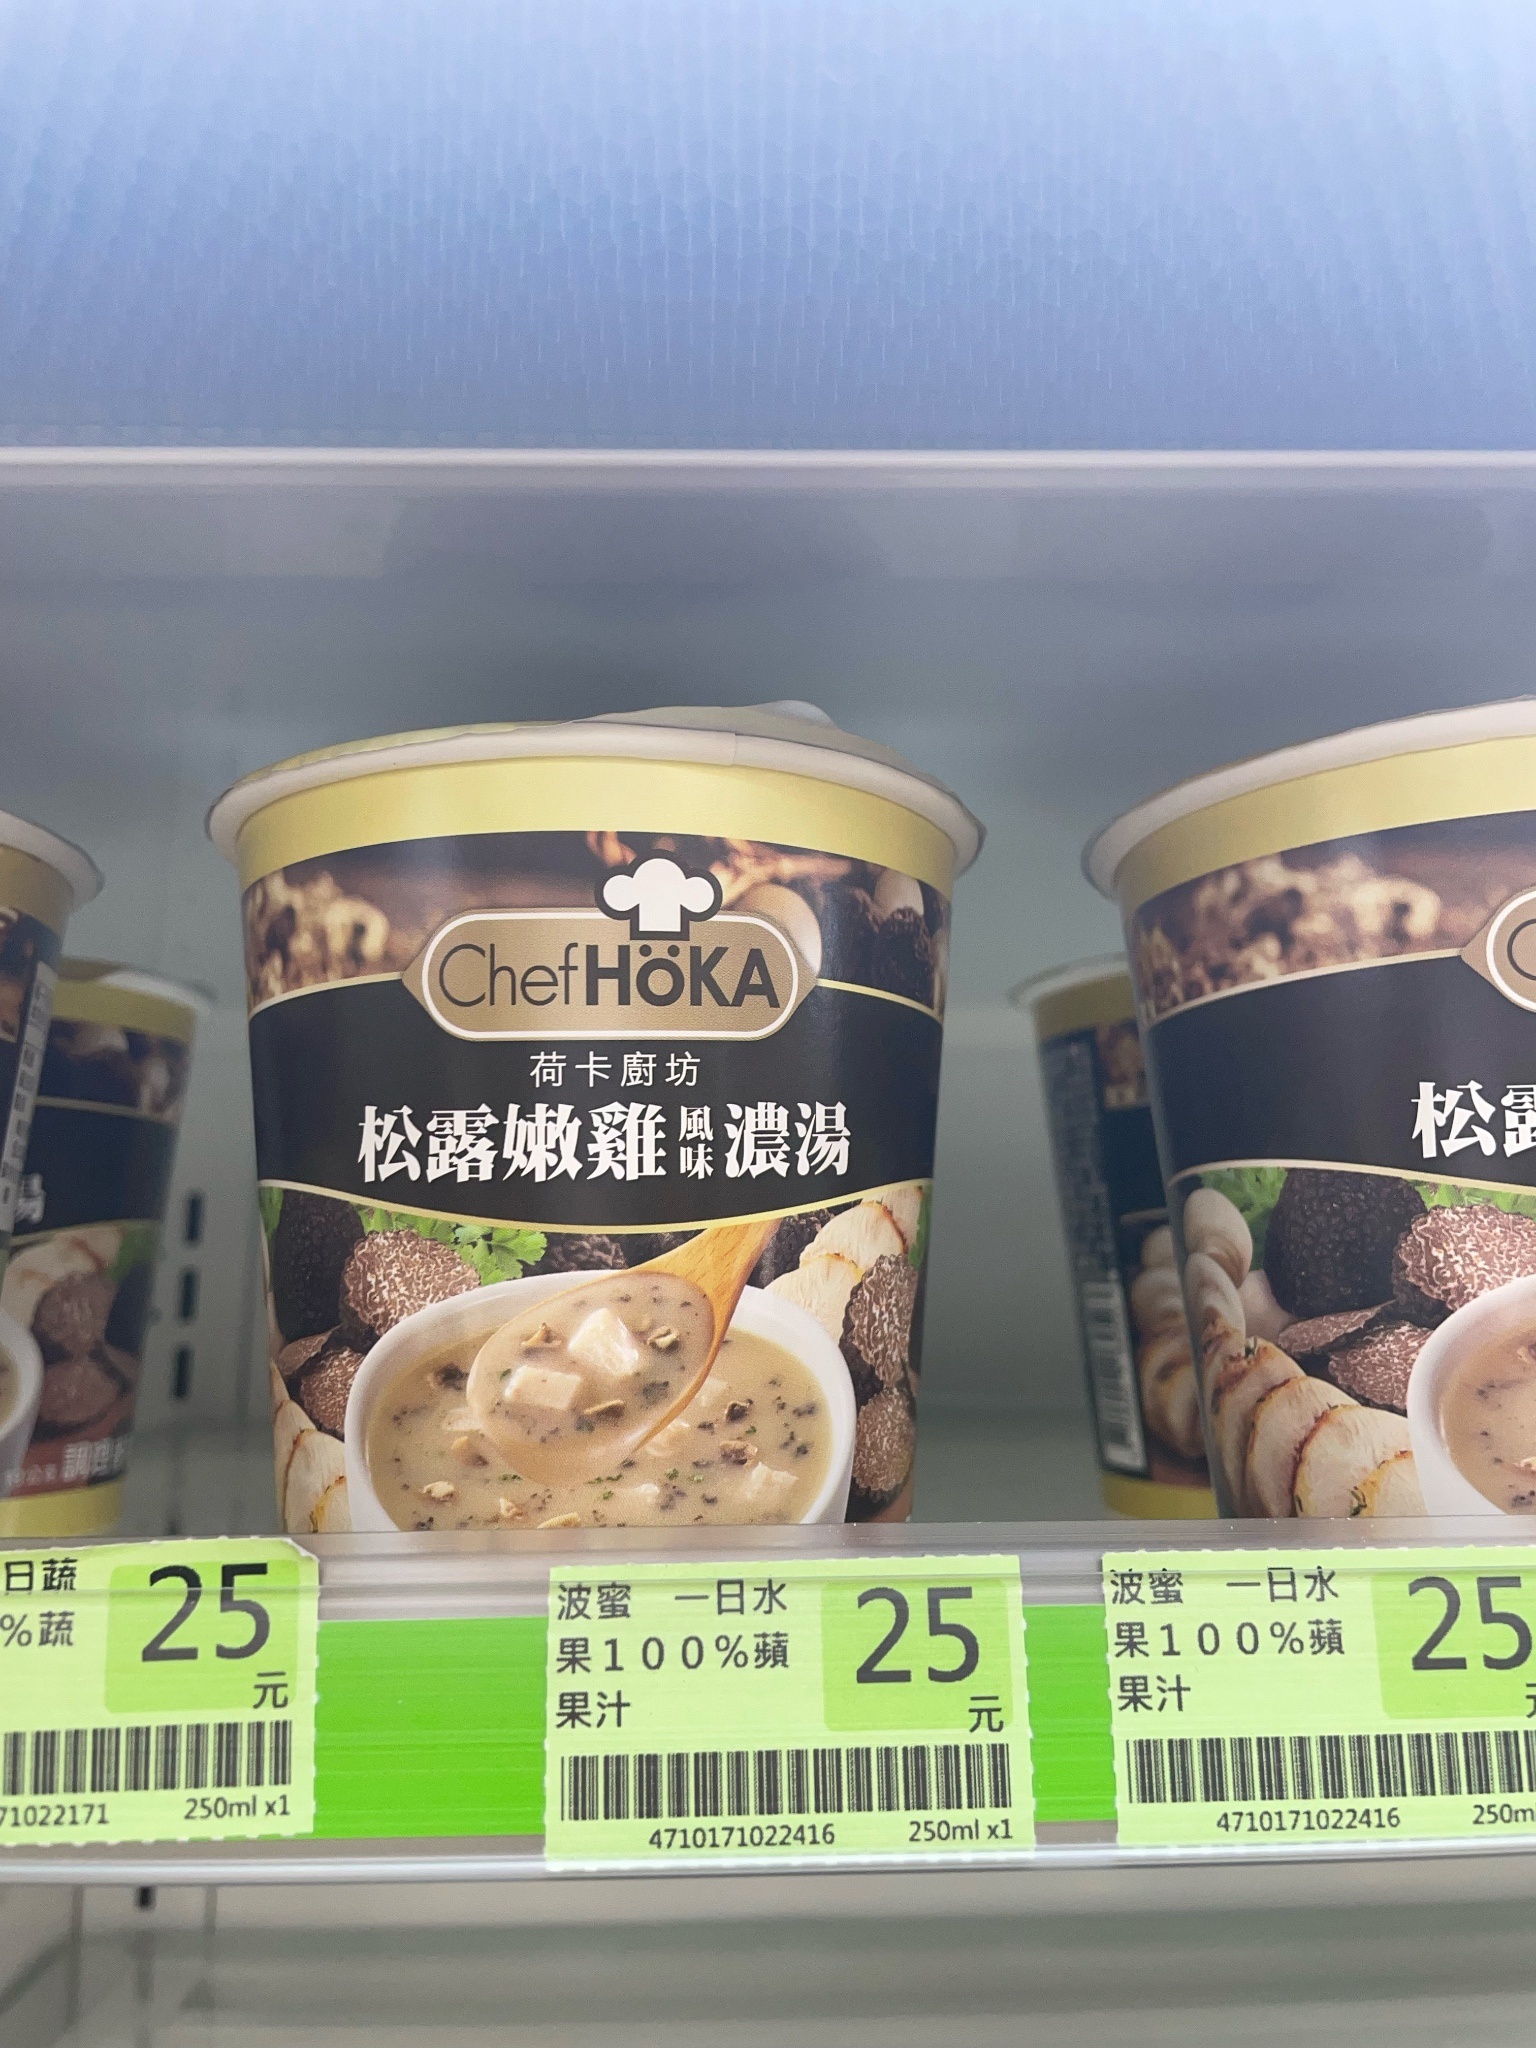 ChefHöKA
荷卡廚坊
松露嫩雞風味濃湯
松露
湯
日蔬
%蔬
25
元
71022171
250ml x1
波蜜 一日水
果100%蘋
果汁
25
元
4710171022416
250ml x1
波蜜 一日水
果100%蘋
果汁
25
4710171022416
250m